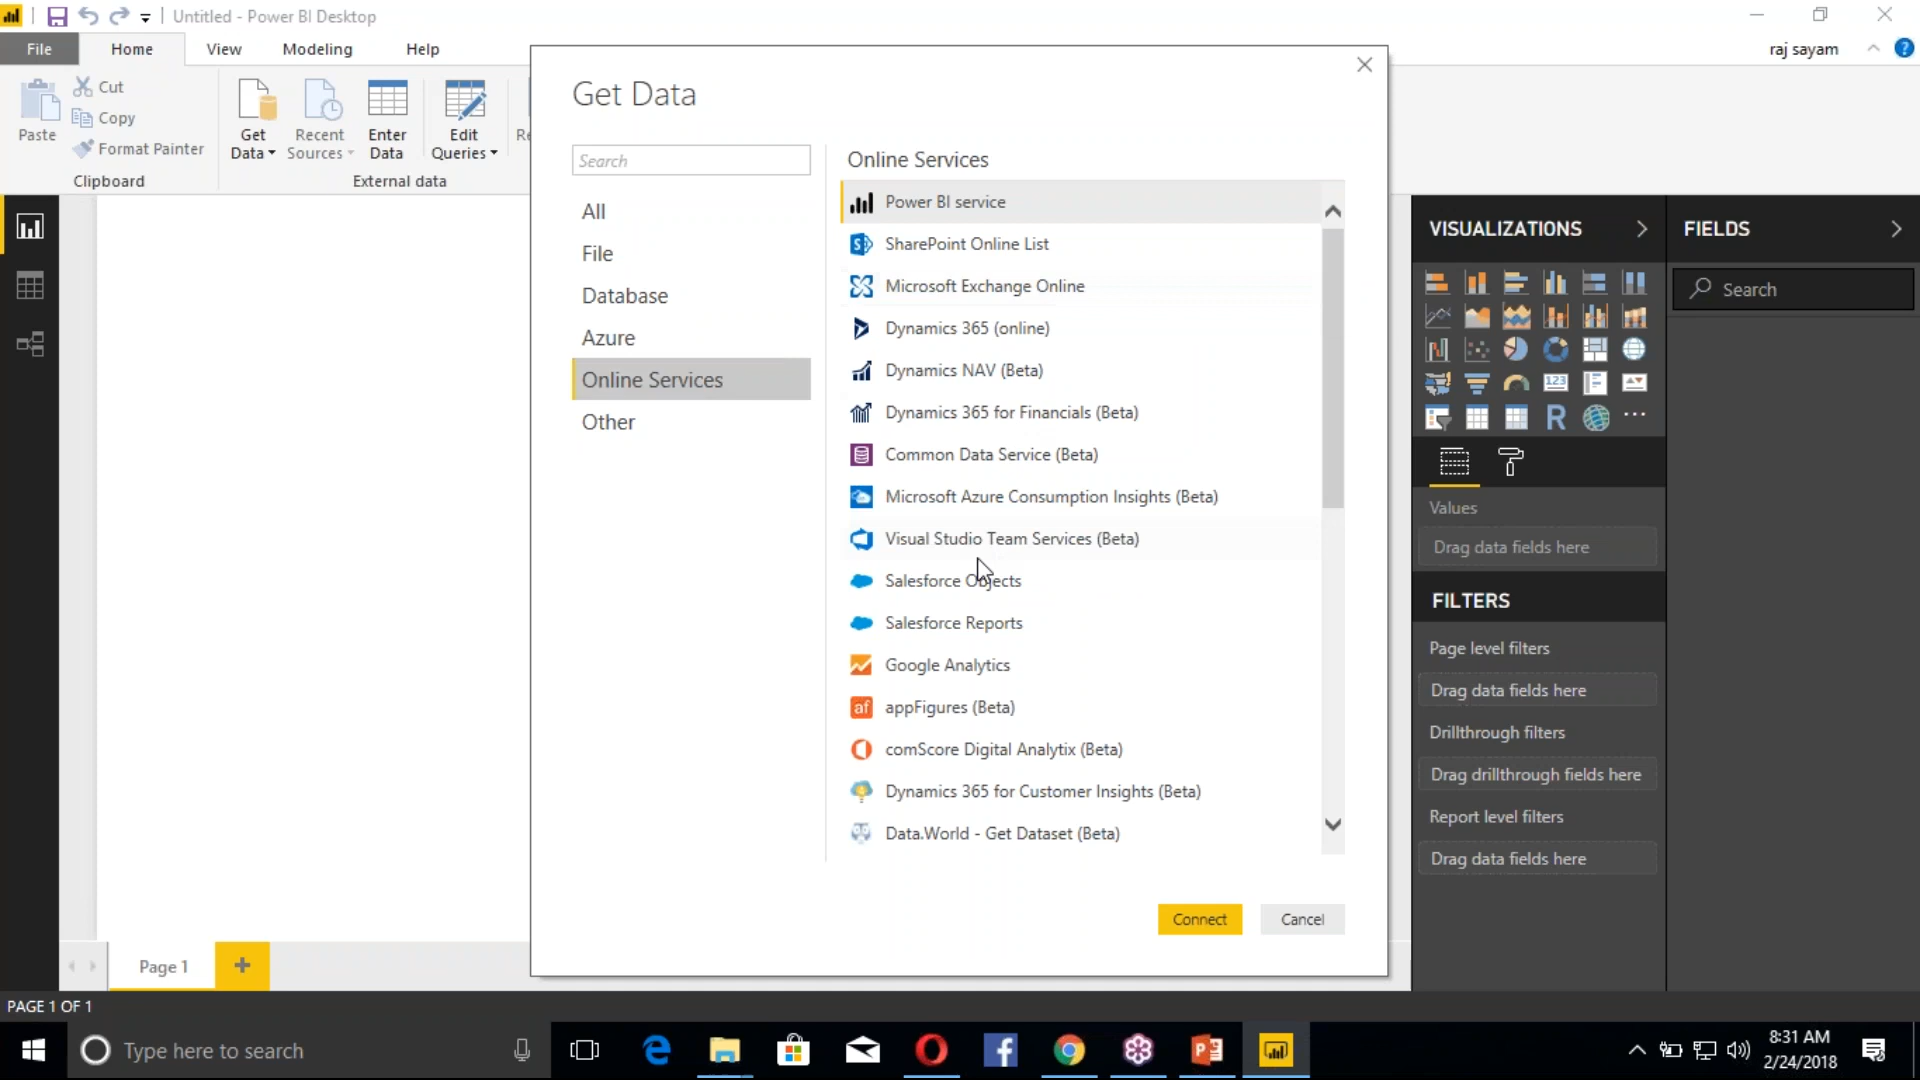 Untitled - Power BI Desktop
File
Home
View
Modeling
Help
raj sayam
?
Paste
Cut
Copy
Format Painter
Clipboard
Get Data
Recent Sources
Enter Data
Edit Queries
Re
External data
Get Data
Search
All
File
Database
Azure
Online Services
Other
Online Services
Power BI service
SharePoint Online List
Microsoft Exchange Online
Dynamics 365 (online)
Dynamics NAV (Beta)
Dynamics 365 for Financials (Beta)
Common Data Service (Beta)
Microsoft Azure Consumption Insights (Beta)
Visual Studio Team Services (Beta)
Salesforce Objects
Salesforce Reports
Google Analytics
af appFigures (Beta)
comScore Digital Analytix (Beta)
Dynamics 365 for Customer Insights (Beta)
Data.World - Get Dataset (Beta)
Connect
Cancel
VISUALIZATIONS
123
R
Values
Drag data fields here
FILTERS
Page level filters
Drag data fields here
Drillthrough filters
Drag drillthrough fields here
Report level filters
Drag data fields here
FIELDS
Search
Page 1
PAGE 1 OF 1
Type here to search
8:31 AM
2/24/2018